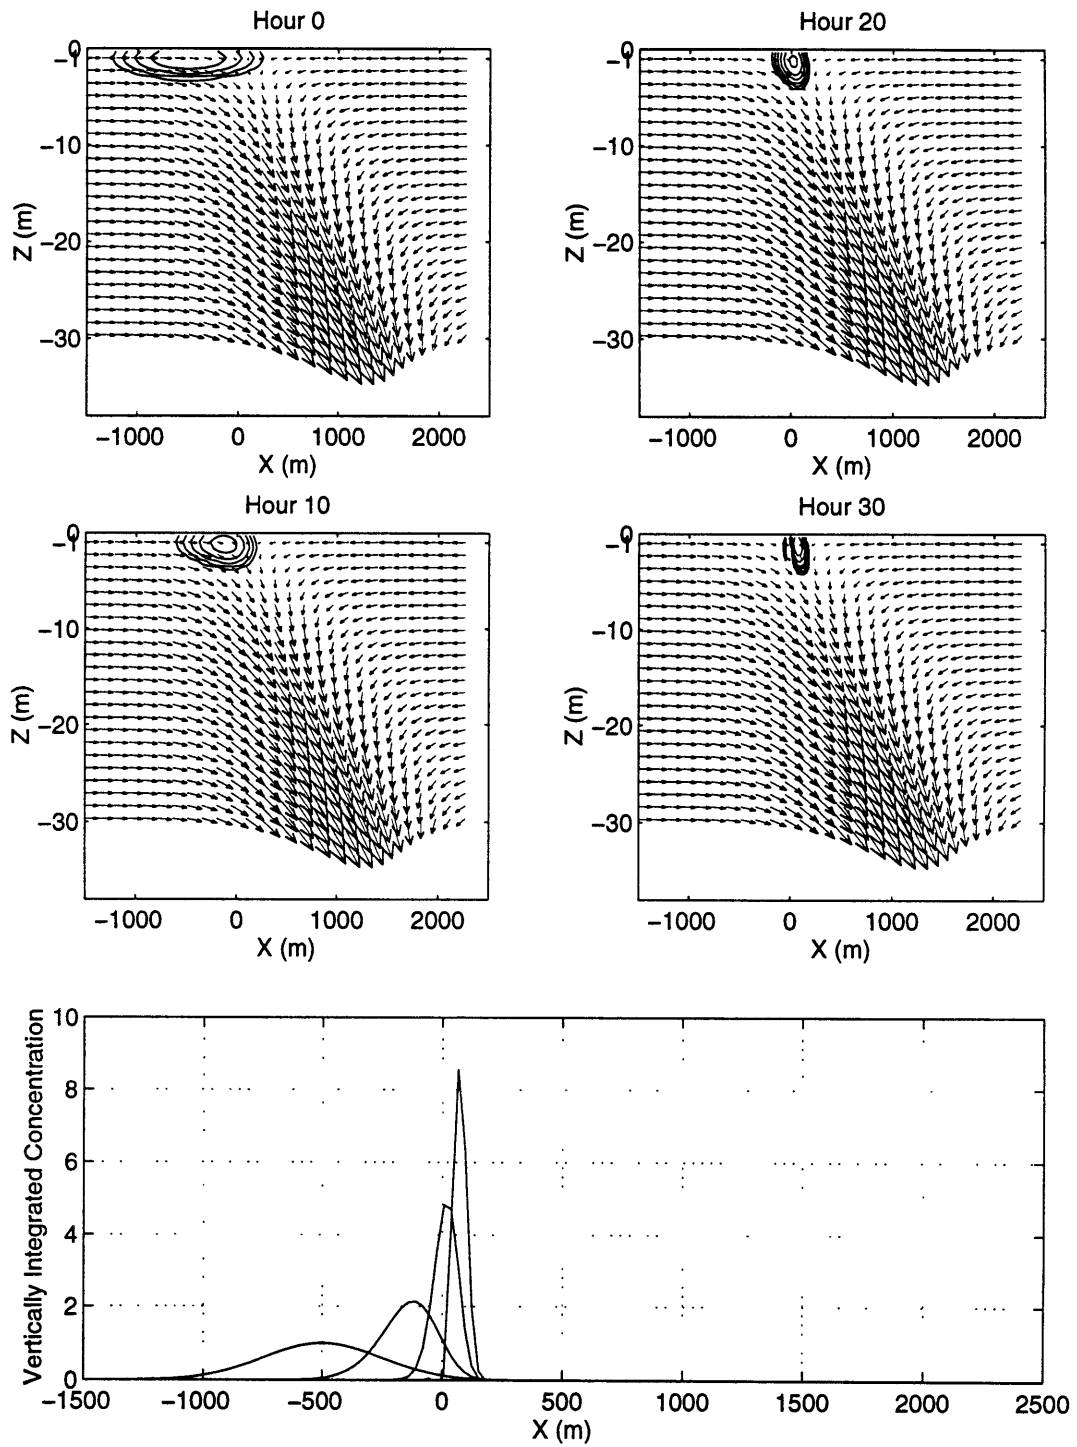 Hour 0
0
−1
−10
−20
−30
Z (m)
−1000 0 1000 2000
X (m)
Hour 20
0
−1
−10
−20
−30
Z (m)
−1000 0 1000 2000
X (m)
Hour 10
0
−1
−10
−20
−30
Z (m)
−1000 0 1000 2000
X (m)
Hour 30
0
−1
−10
−20
−30
Z (m)
−1000 0 1000 2000
X (m)
Vertically Integrated Concentration
10
8
6
4
2
0
−1500 −1000 −500 0 500 1000 1500 2000 2500
X (m)